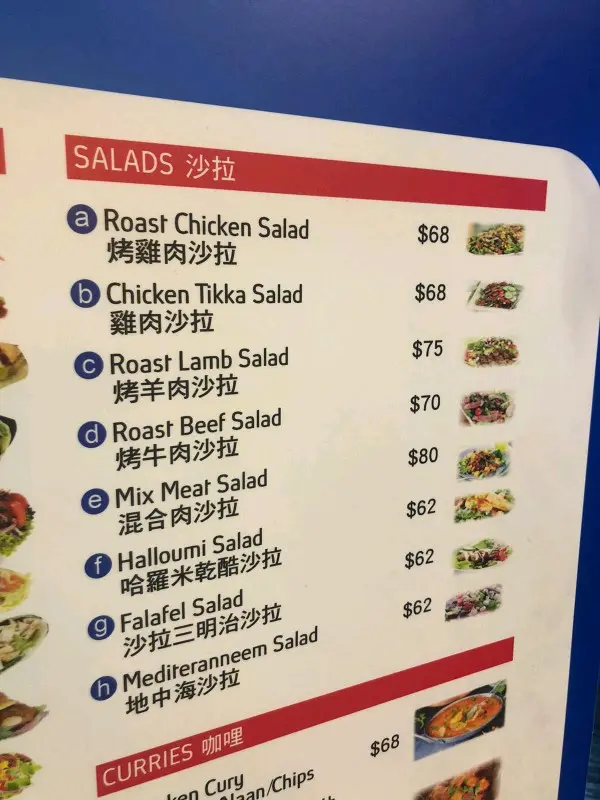 SALADS 沙拉
a Roast Chicken Salad $68
烤雞肉沙拉
b Chicken Tikka Salad $68
雞肉沙拉
c Roast Lamb Salad $75
烤羊肉沙拉
d Roast Beef Salad $70
烤牛肉沙拉
e Mix Meat Salad $80
混合肉沙拉
f Halloumi Salad $62
哈羅米乾酪沙拉
g Falafel Salad $62
沙拉三明治沙拉
h Mediteranneem Salad $62
地中海沙拉
CURRIES 咖哩
Cury $68
/Chips